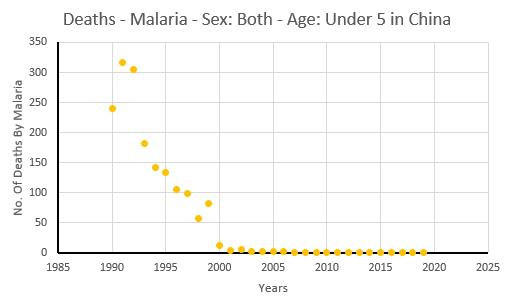 Deaths - Malaria - Sex: Both - Age: Under 5 in China
350
300
250
200
150
100
50
0
No. Of Deaths By Malaria
1985 1990 1995 2000 2005 2010 2015 2020 2025
Years